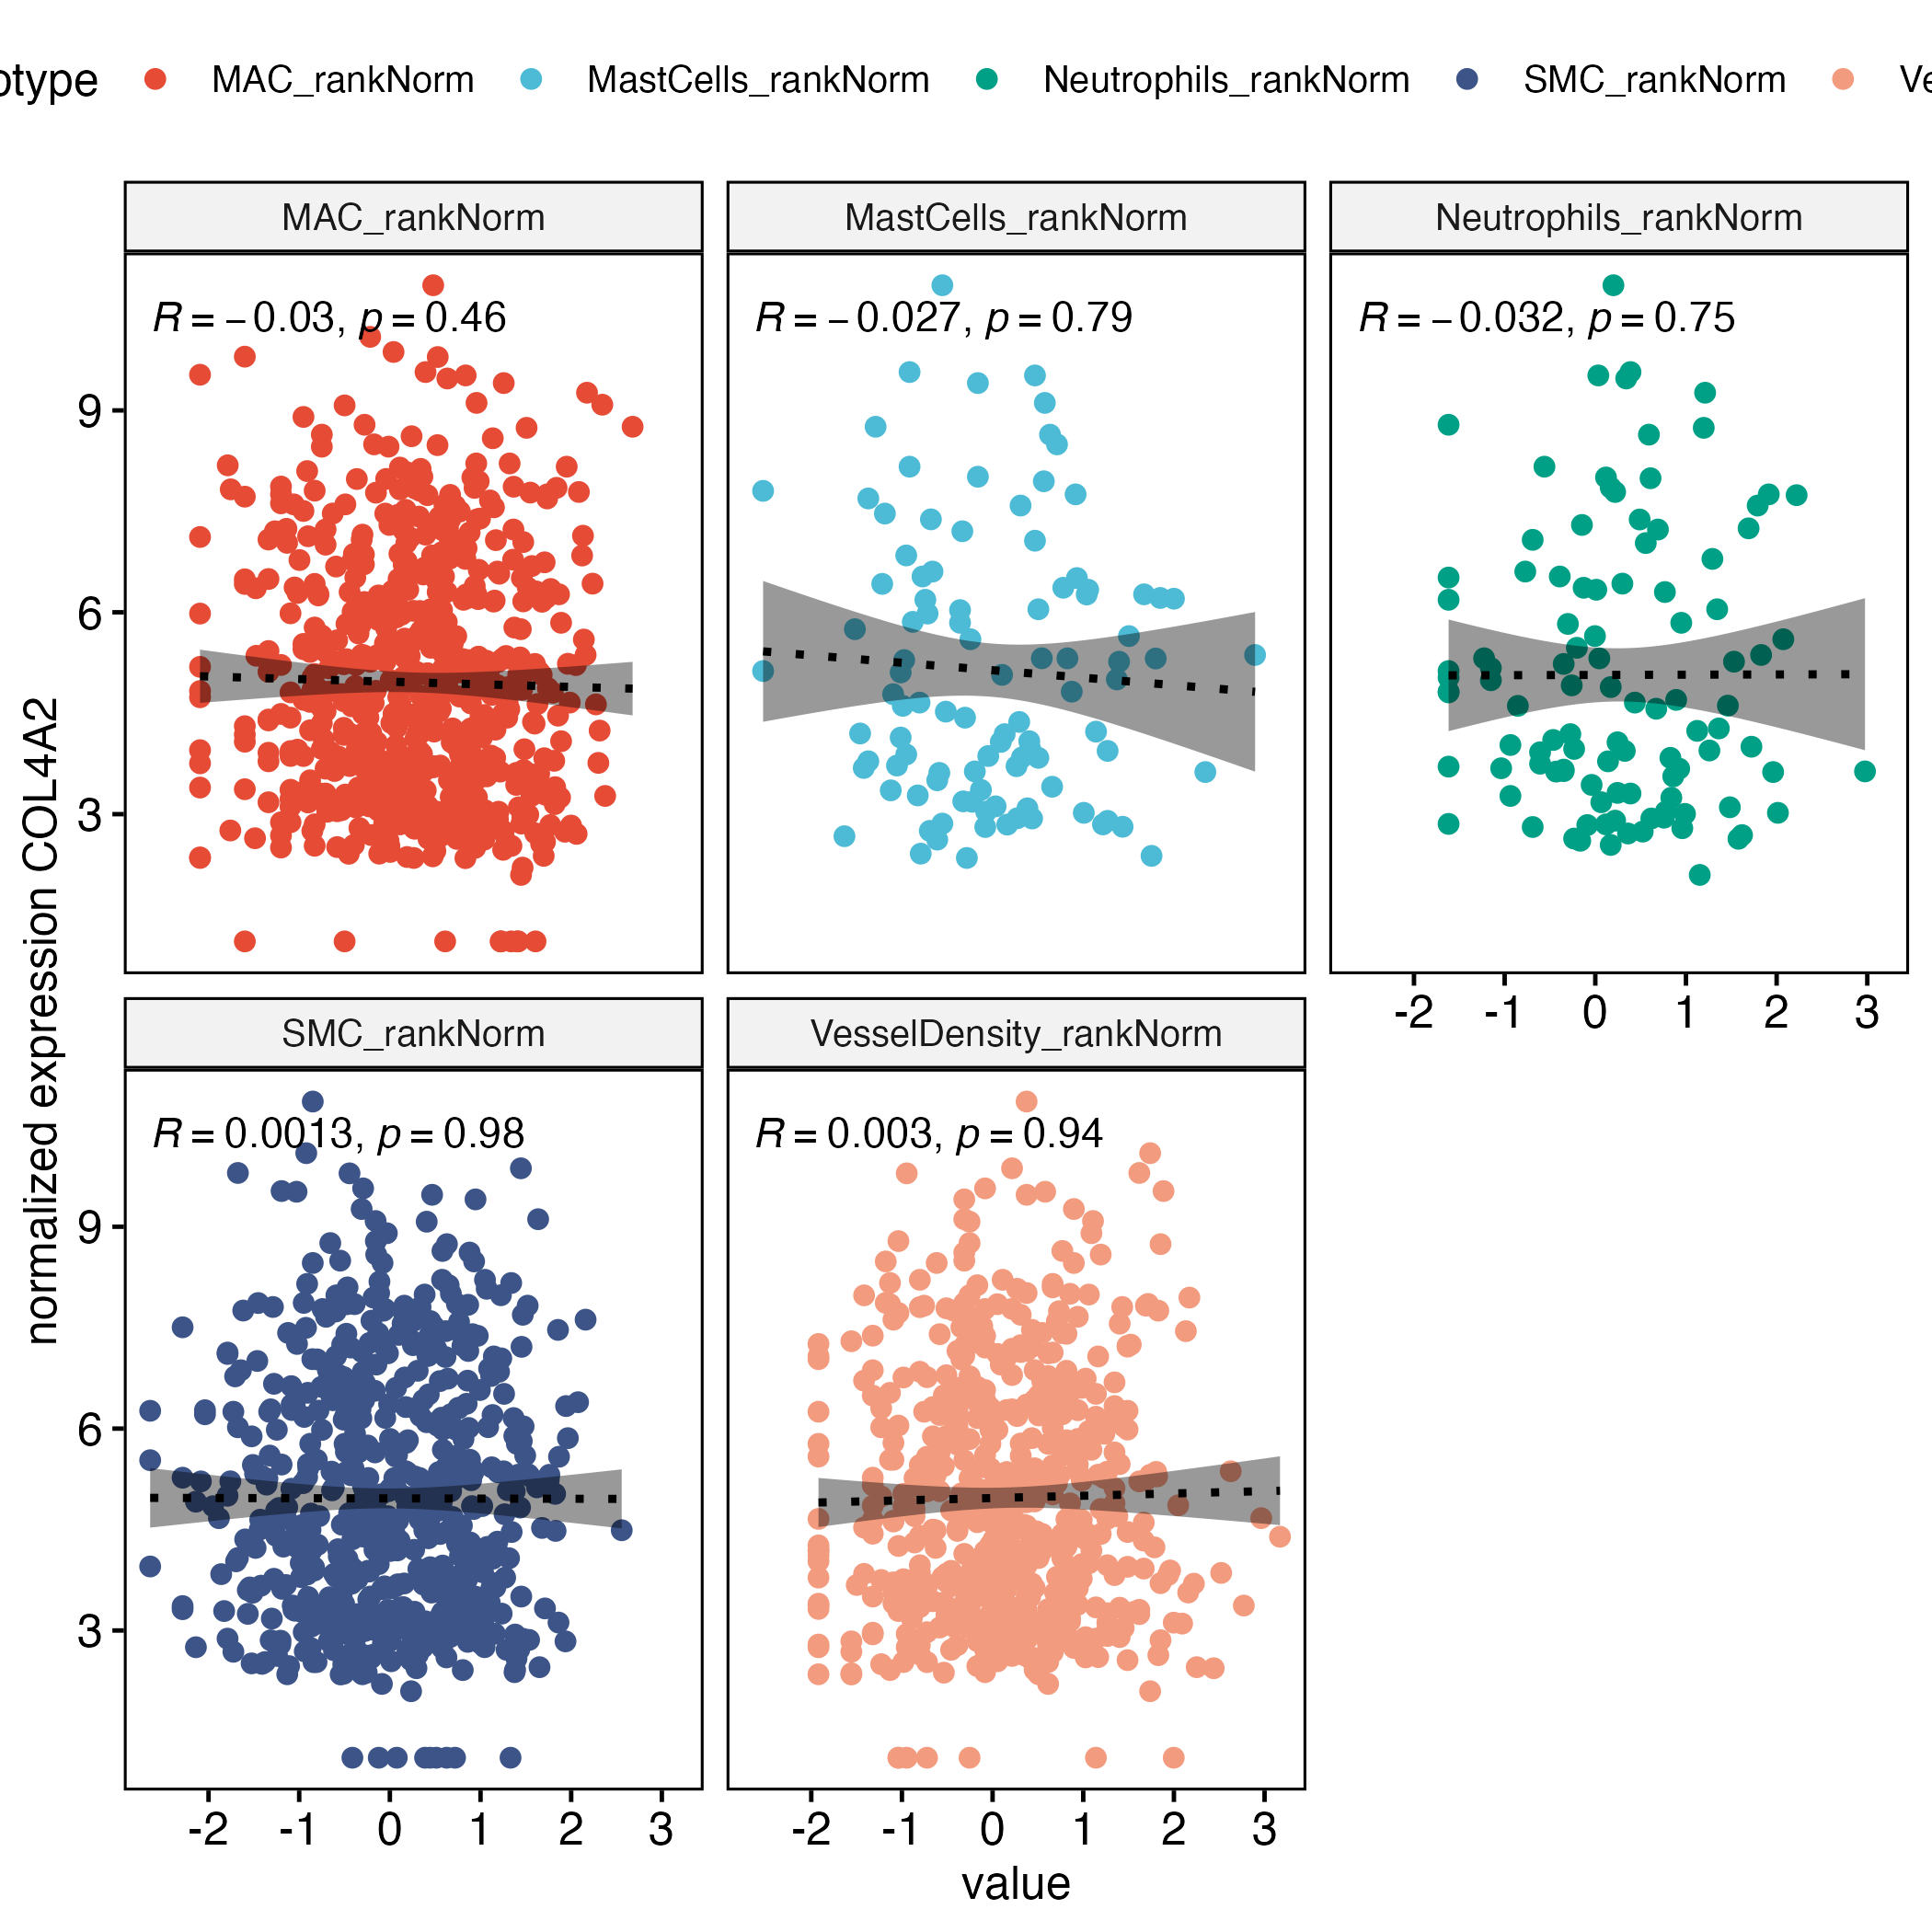 otype MAC_rankNorm MastCells_rankNorm Neutrophils_rankNorm SMC_rankNorm Ve
MAC_rankNorm MastCells_rankNorm Neutrophils_rankNorm
R = −0.03, p = 0.46 R = −0.027, p = 0.79 R = −0.032, p = 0.75
9
6
3
-2 -1 0 1 2 3
SMC_rankNorm VesselDensity_rankNorm
R = 0.0013, p = 0.98 R = 0.003, p = 0.94
9
6
3
-2 -1 0 1 2 3 -2 -1 0 1 2 3
value
normalized expression COL4A2